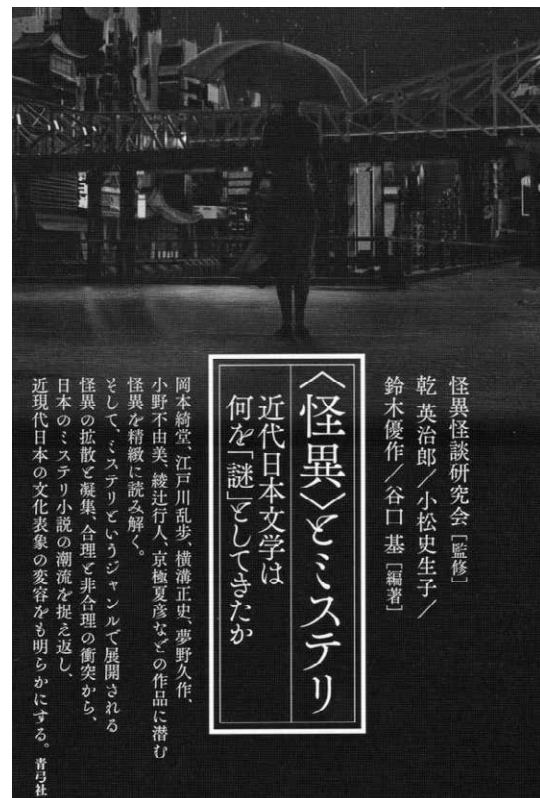 怪異怪談研究会[監修]
乾 英治郎／小松史生子／
鈴木優作／谷口 基[編著]
〈怪異〉とミステリ
近代日本文学は
何を「謎」としてきたか
岡本綺堂、江戸川乱歩、横溝正史、夢野久作、
小野不由美、綾辻行人、京極夏彦などの作品に潜む
怪異を精緻に読み解く。
そして、ミステリというジャンルで展開される
怪異の拡散と凝集、合理と非合理の衝突から、
日本のミステリ小説の潮流を捉え返し、
近現代日本の文化表象の変容をも明らかにする。
青弓社